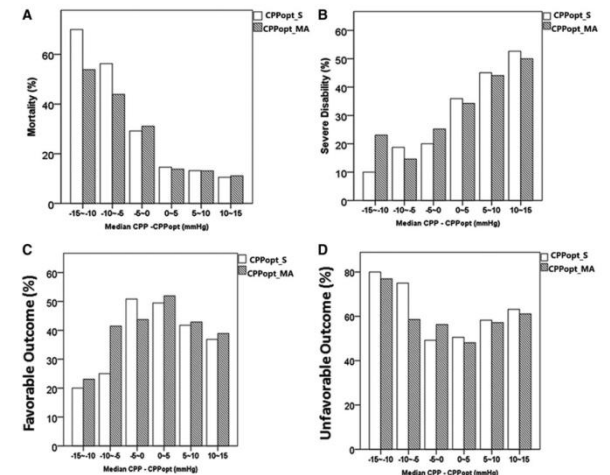 A
CPPopt_S
CPPopt_MA
Mortality (%)
60
40
20
0
-15~-10 -10~-5 -5~0 0~5 5~10 10~15
Median CPP -CPPopt (mmHg)
B
CPPopt_S
CPPopt_MA
Severe Disability (%)
60
50
40
30
20
10
0
-15~-10 -10~-5 -5~0 0~5 5~10 10~15
Median CPP - CPPopt (mmHg)
C
CPPopt_S
CPPopt_MA
Favorable Outcome (%)
60
50
40
30
20
10
0
-15~-10 -10~-5 -5~0 0~5 5~10 10~15
Median CPP - CPPopt (mmHg)
D
CPPopt_S
CPPopt_MA
Unfavorable Outcome (%)
80
60
40
20
0
-15~-10 -10~-5 -5~0 0~5 5~10 10~15
Median CPP - CPPopt (mmHg)